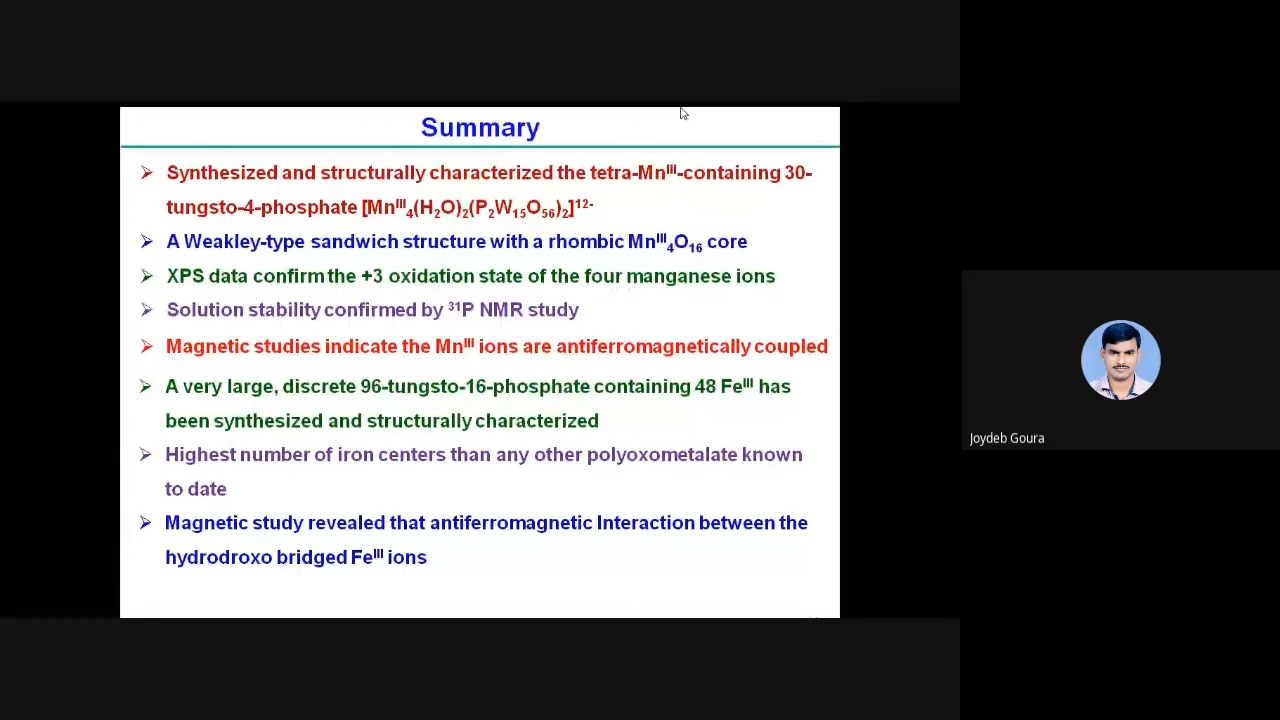 Summary
➢ Synthesized and structurally characterized the tetra-Mnᴵᴵᴵ-containing 30-
tungsto-4-phosphate [Mnᴵᴵᴵ₄(H₂O)₂(P₂W₁₅O₅₆)₂]¹²⁻
➢ A Weakley-type sandwich structure with a rhombic Mnᴵᴵᴵ₄O₁₆ core
➢ XPS data confirm the +3 oxidation state of the four manganese ions
➢ Solution stability confirmed by ³¹P NMR study
➢ Magnetic studies indicate the Mnᴵᴵᴵ ions are antiferromagnetically coupled
➢ A very large, discrete 96-tungsto-16-phosphate containing 48 Feᴵᴵᴵ has
been synthesized and structurally characterized
➢ Highest number of iron centers than any other polyoxometalate known
to date
➢ Magnetic study revealed that antiferromagnetic Interaction between the
hydrodroxo bridged Feᴵᴵᴵ ions
Joydeb Goura